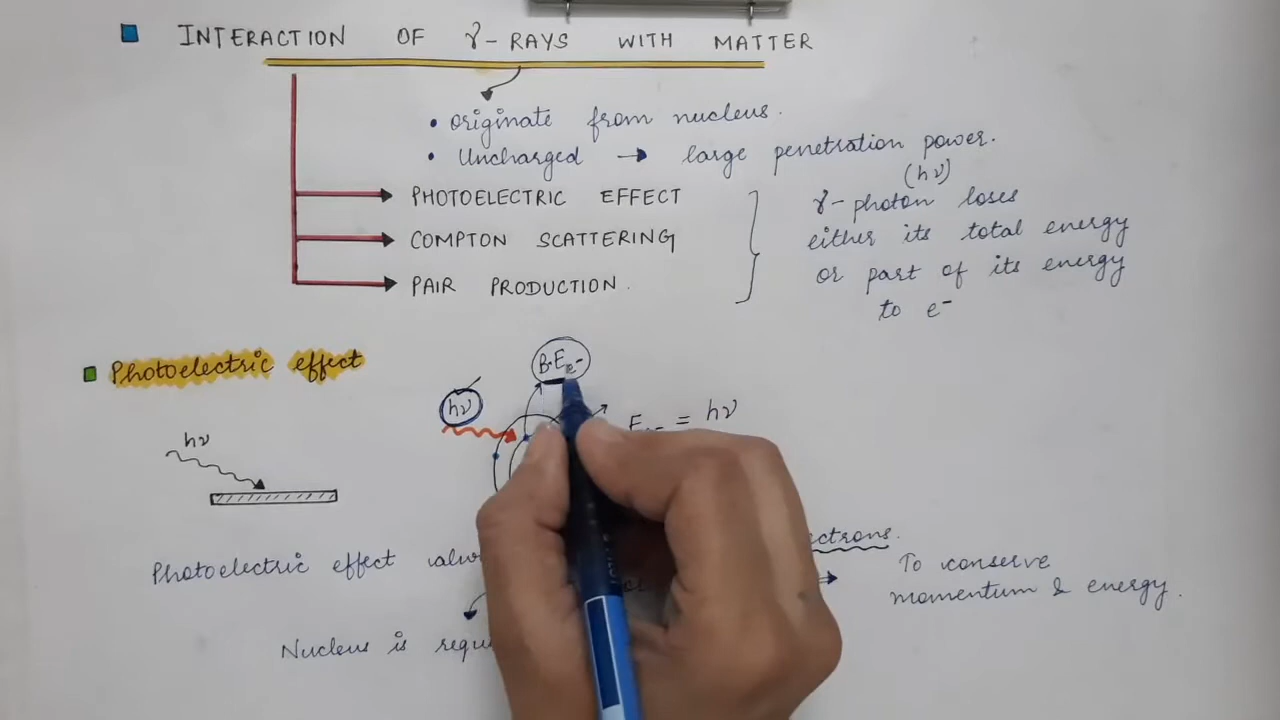 INTERACTION OF γ-RAYS WITH MATTER
• originate from nucleus.
• Uncharged → large penetration power.
(hν)
PHOTOELECTRIC EFFECT
COMPTON SCATTERING
PAIR PRODUCTION.
γ-photon loses
either its total energy
or part of its energy
to e⁻
Photoelectric effect
B.E e⁻
hν
hν
= hν
Photoelectric effect
To conserve
momentum & energy.
Nucleus is